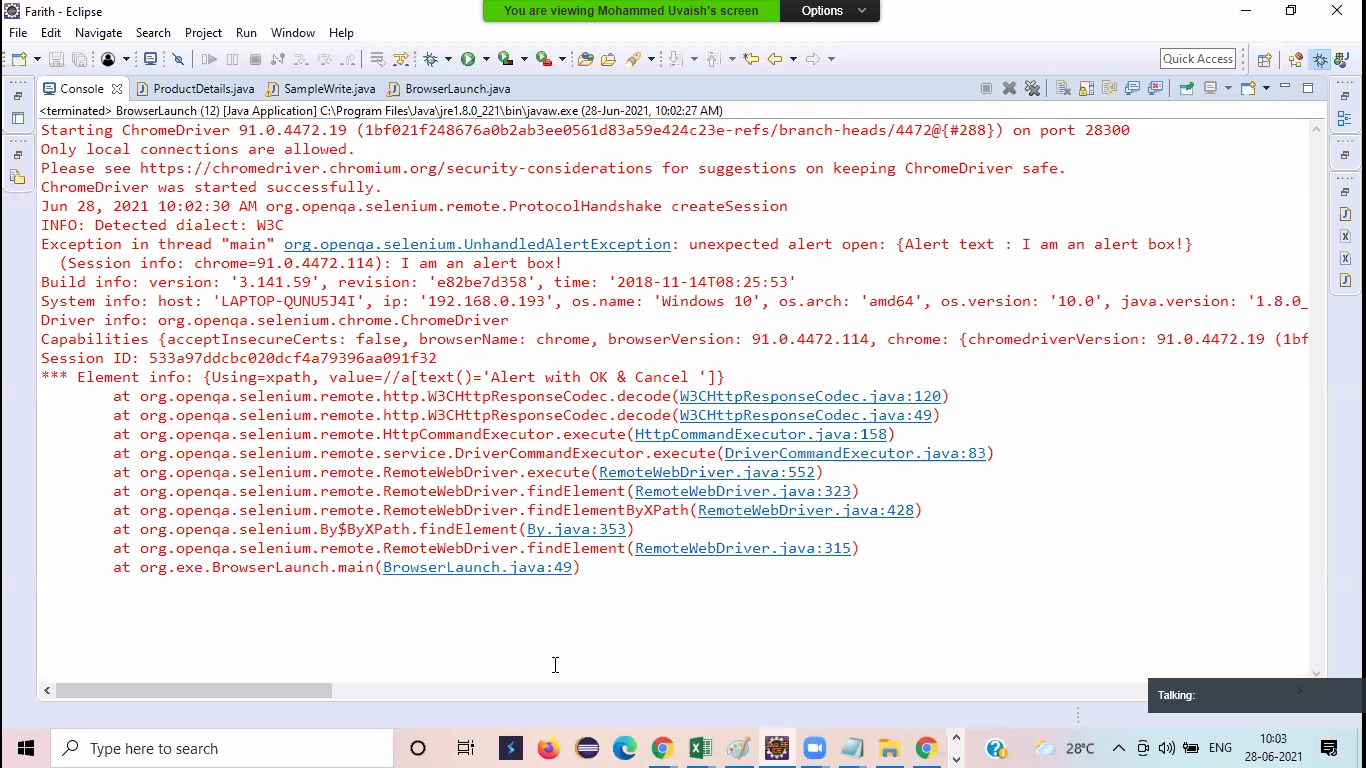 Farith - Eclipse
You are viewing Mohammed Uvaish's screen
Options
File Edit Navigate Search Project Run Window Help
Quick Access
Console ProductDetails.java SampleWrite.java BrowserLaunch.java
<terminated> BrowserLaunch (12) [Java Application] C:\Program Files\Java\jre1.8.0_221\bin\javaw.exe (28-Jun-2021, 10:02:27 AM)
Starting ChromeDriver 91.0.4472.19 (1bf021f248676a0b2ab3ee0561d83a59e424c23e-refs/branch-heads/4472@{#288}) on port 28300
Only local connections are allowed.
Please see https://chromedriver.chromium.org/security-considerations for suggestions on keeping ChromeDriver safe.
ChromeDriver was started successfully.
Jun 28, 2021 10:02:30 AM org.openqa.selenium.remote.ProtocolHandshake createSession
INFO: Detected dialect: W3C
Exception in thread "main" org.openqa.selenium.UnhandledAlertException: unexpected alert open: {Alert text : I am an alert box!}
(Session info: chrome=91.0.4472.114): I am an alert box!
Build info: version: '3.141.59', revision: 'e82be7d358', time: '2018-11-14T08:25:53'
System info: host: 'LAPTOP-QUNU5J4I', ip: '192.168.0.193', os.name: 'Windows 10', os.arch: 'amd64', os.version: '10.0', java.version: '1.8.0_
Driver info: org.openqa.selenium.chrome.ChromeDriver
Capabilities {acceptInsecureCerts: false, browserName: chrome, browserVersion: 91.0.4472.114, chrome: {chromedriverVersion: 91.0.4472.19 (1bf
Session ID: 533a97ddcbc020dcf4a79396aa091f32
*** Element info: {Using=xpath, value=//a[text()='Alert with OK & Cancel ']}
at org.openqa.selenium.remote.http.W3CHttpResponseCodec.decode(W3CHttpResponseCodec.java:120)
at org.openqa.selenium.remote.http.W3CHttpResponseCodec.decode(W3CHttpResponseCodec.java:49)
at org.openqa.selenium.remote.HttpCommandExecutor.execute(HttpCommandExecutor.java:158)
at org.openqa.selenium.remote.service.DriverCommandExecutor.execute(DriverCommandExecutor.java:83)
at org.openqa.selenium.remote.RemoteWebDriver.execute(RemoteWebDriver.java:552)
at org.openqa.selenium.remote.RemoteWebDriver.findElement(RemoteWebDriver.java:323)
at org.openqa.selenium.remote.RemoteWebDriver.findElementByXPath(RemoteWebDriver.java:428)
at org.openqa.selenium.By$ByXPath.findElement(By.java:353)
at org.openqa.selenium.remote.RemoteWebDriver.findElement(RemoteWebDriver.java:315)
at org.exe.BrowserLaunch.main(BrowserLaunch.java:49)
Talking:
Type here to search
28°C
ENG
10:03
28-06-2021